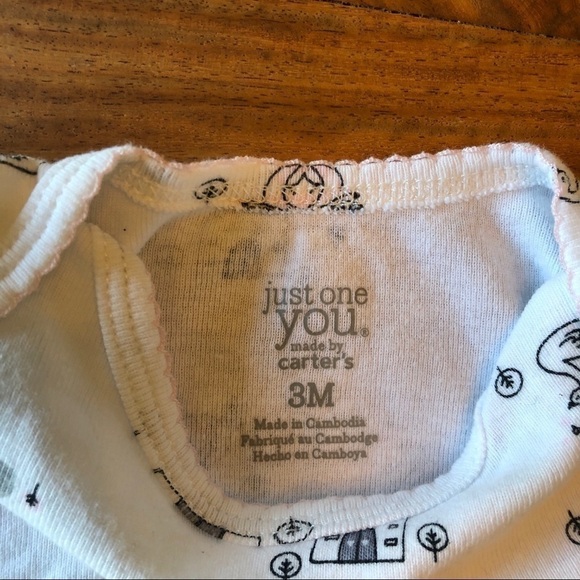 just one
you®
made by
carter's
3M
Made in Cambodia
Fabriqué au Cambodge
Hecho en Camboya